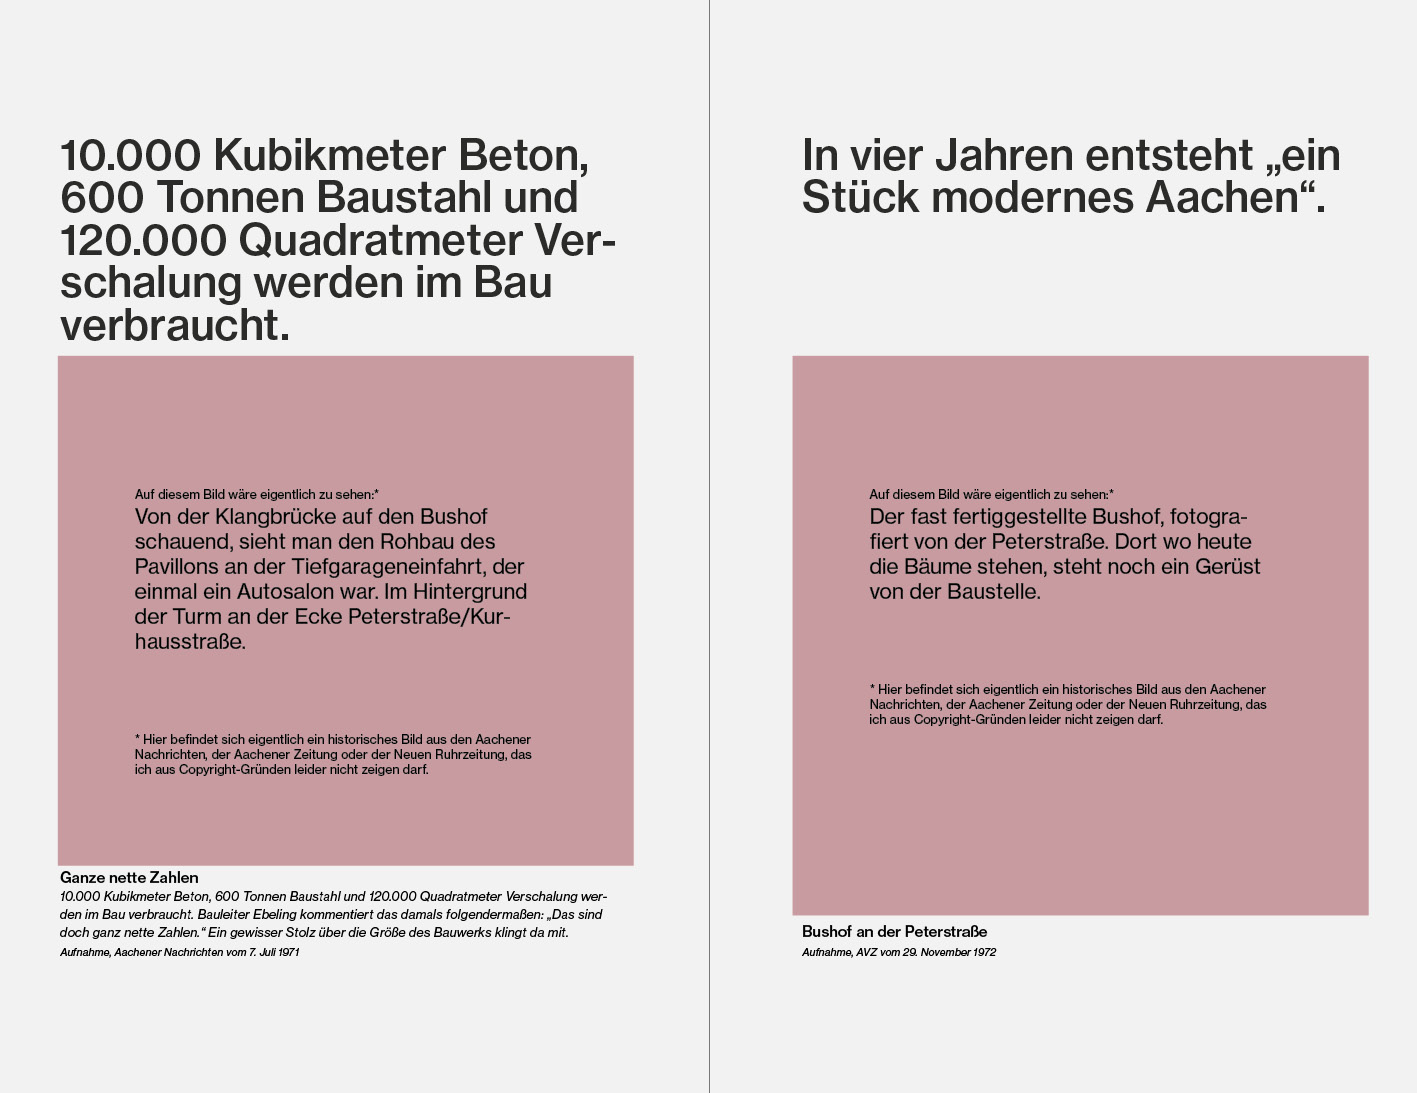 10.000 Kubikmeter Beton,
600 Tonnen Baustahl und
120.000 Quadratmeter Ver-
schalung werden im Bau
verbraucht.
Auf diesem Bild wäre eigentlich zu sehen:*
Von der Klangbrücke auf den Bushof
schauend, sieht man den Rohbau des
Pavillons an der Tiefgarageneinfahrt, der
einmal ein Autosalon war. Im Hintergrund
der Turm an der Ecke Peterstraße/Kur-
hausstraße.
* Hier befindet sich eigentlich ein historisches Bild aus den Aachener
Nachrichten, der Aachener Zeitung oder der Neuen Ruhrzeitung, das
ich aus Copyright-Gründen leider nicht zeigen darf.
Ganze nette Zahlen
10.000 Kubikmeter Beton, 600 Tonnen Baustahl und 120.000 Quadratmeter Verschalung wer-
den im Bau verbraucht. Bauleiter Ebeling kommentiert das damals folgendermaßen: „Das sind
doch ganz nette Zahlen.“ Ein gewisser Stolz über die Größe des Bauwerks klingt da mit.
Aufnahme, Aachener Nachrichten vom 7. Juli 1971
In vier Jahren entsteht „ein
Stück modernes Aachen“.
Auf diesem Bild wäre eigentlich zu sehen:*
Der fast fertiggestellte Bushof, fotogra-
fiert von der Peterstraße. Dort wo heute
die Bäume stehen, steht noch ein Gerüst
von der Baustelle.
* Hier befindet sich eigentlich ein historisches Bild aus den Aachener
Nachrichten, der Aachener Zeitung oder der Neuen Ruhrzeitung, das
ich aus Copyright-Gründen leider nicht zeigen darf.
Bushof an der Peterstraße
Aufnahme, AVZ vom 29. November 1972